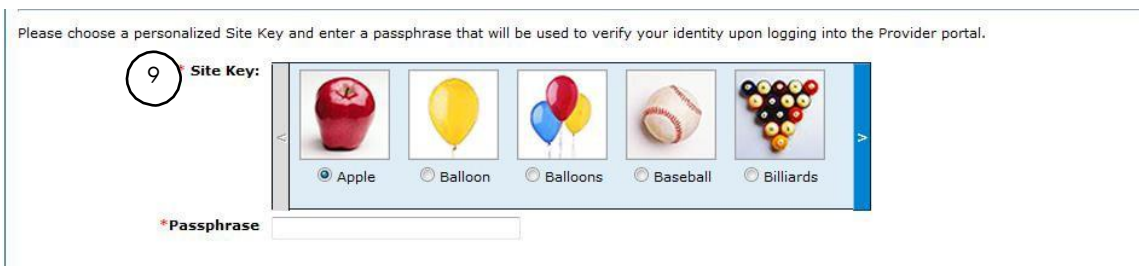 Please choose a personalized Site Key and enter a passphrase that will be used to verify your identity upon logging into the Provider portal.
9 * Site Key:
< >
Apple Balloon Balloons Baseball Billiards
*Passphrase